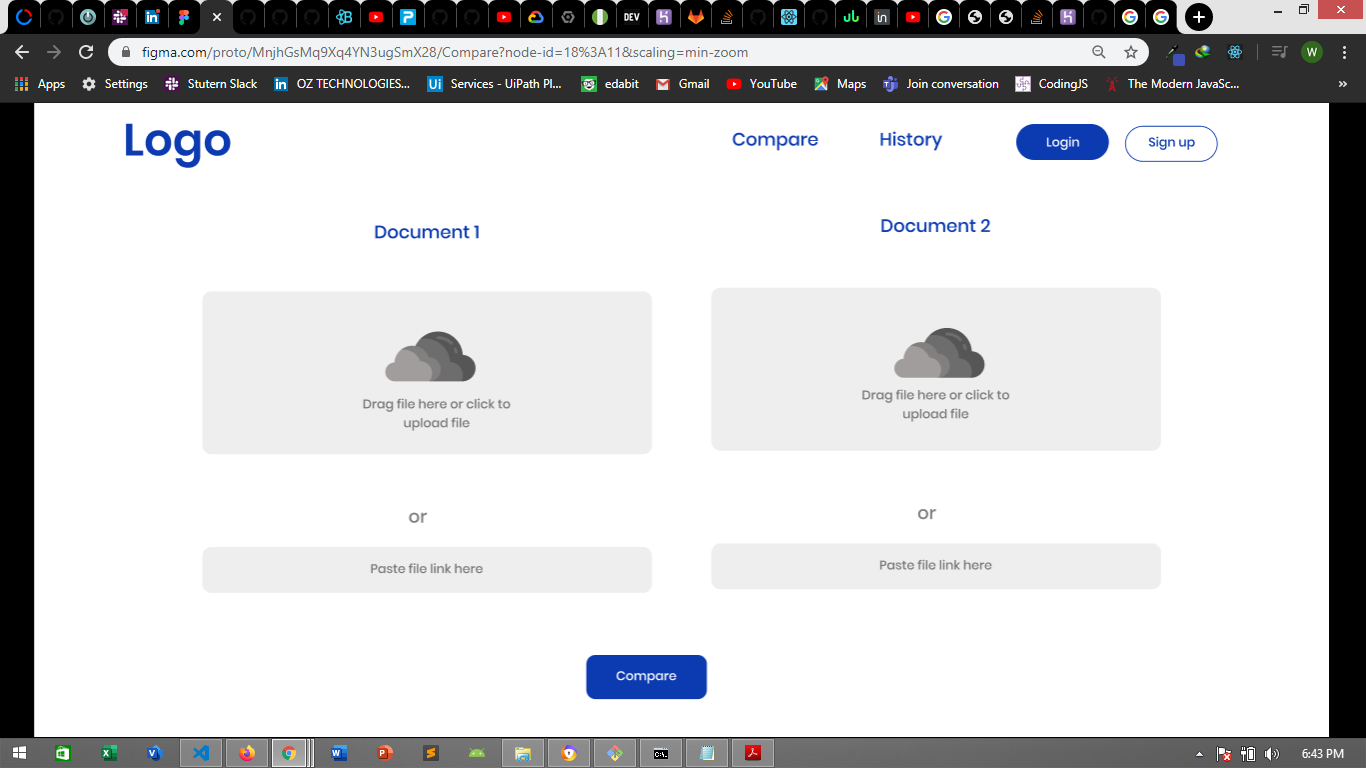 DEV
figma.com/proto/MnjhGsMq9Xq4YN3ugSmX28/Compare?node-id=18%3A11&scaling=min-zoom
W
Apps
Settings
Stutern Slack
OZ TECHNOLOGIES...
Services - UiPath Pl...
edabit
Gmail
YouTube
Maps
Join conversation
CodingJS
The Modern JavaSc...
Logo
Compare
History
Login
Sign up
Document 1
Document 2
Drag file here or click to
upload file
Drag file here or click to
upload file
or
or
Paste file link here
Paste file link here
Compare
6:43 PM